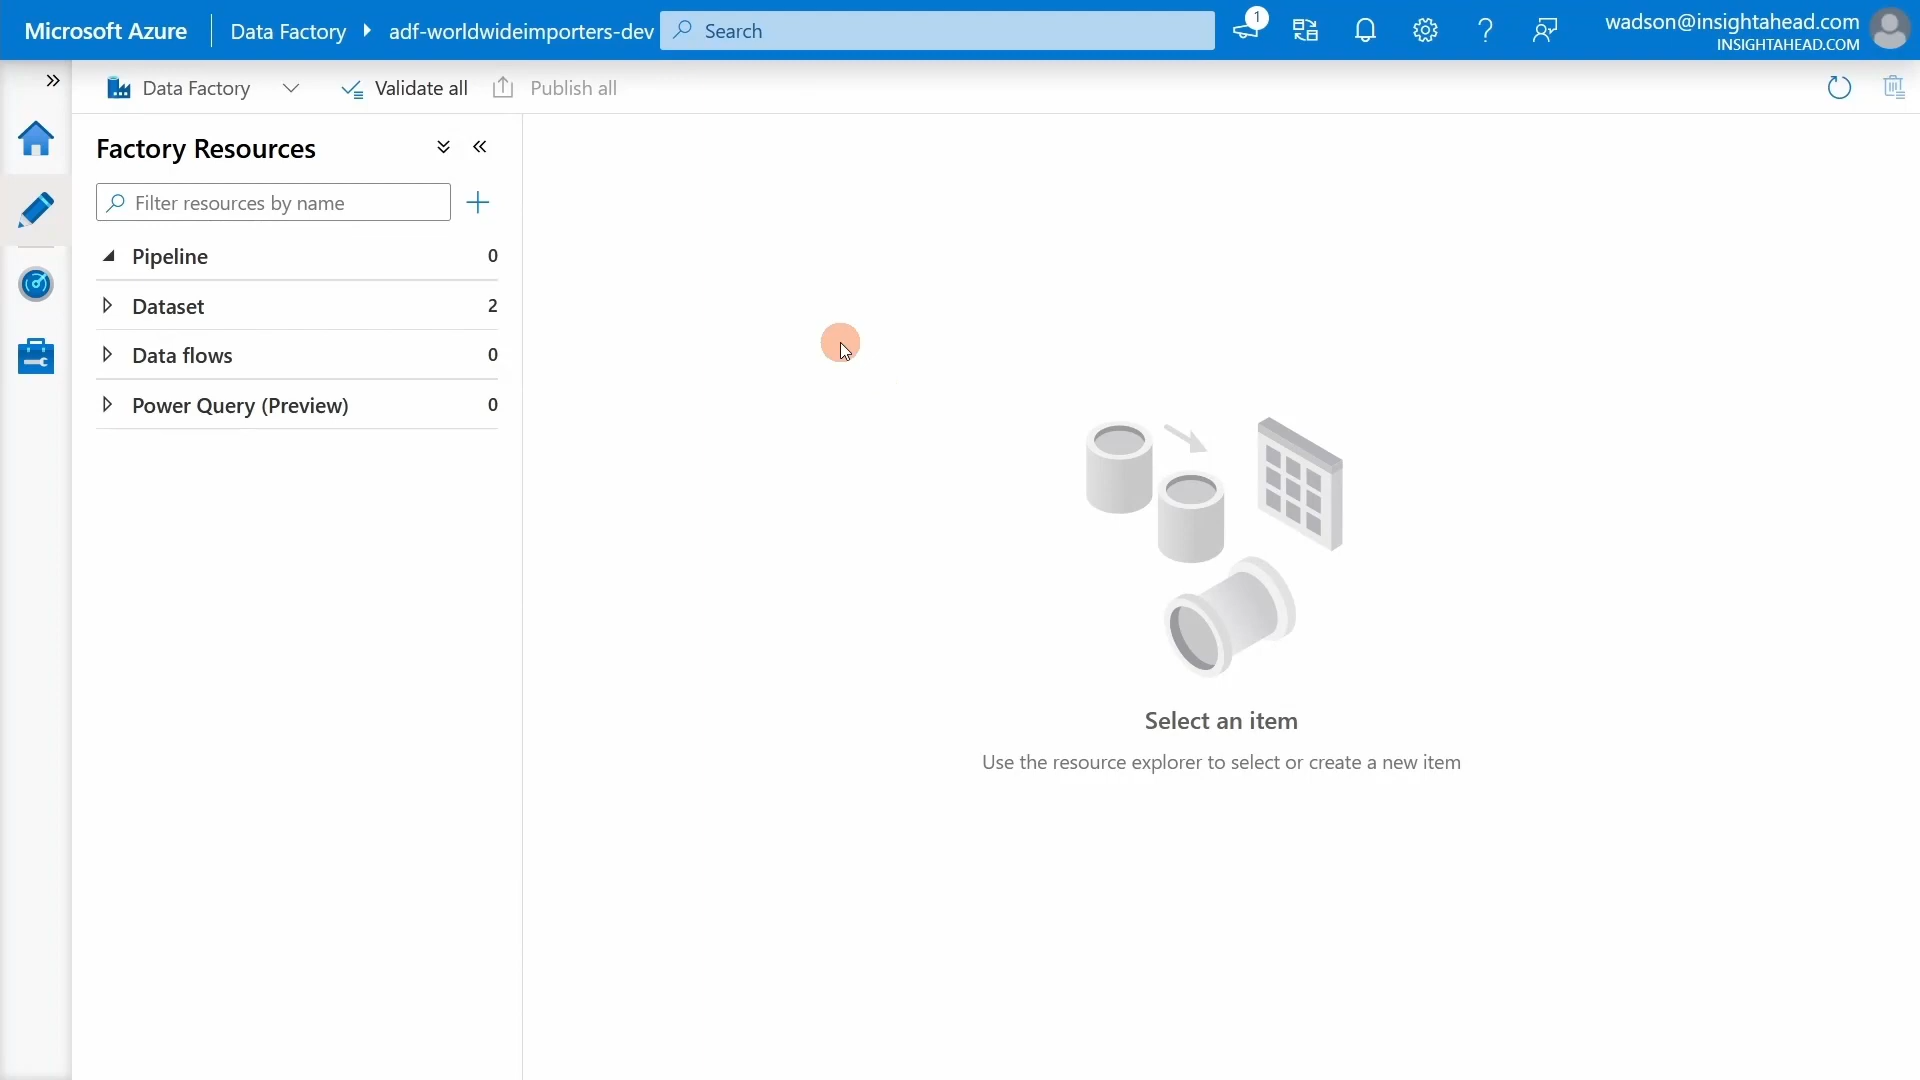 Microsoft Azure
Data Factory
adf-worldwideimporters-dev
Search
1
wadson@insightahead.com
INSIGHTAHEAD.COM
Data Factory
Validate all
Publish all
Factory Resources
Filter resources by name
Pipeline 0
Dataset 2
Data flows 0
Power Query (Preview) 0
Select an item
Use the resource explorer to select or create a new item